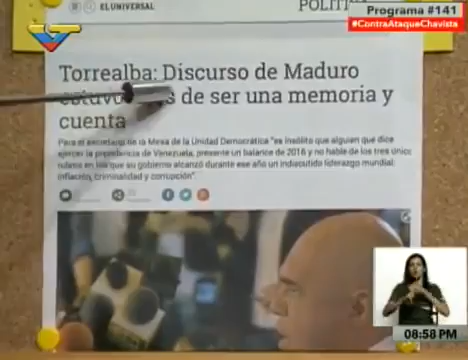 EL UNIVERSAL
POLÍTI
Programa #141
#ContraAtaqueChavista
VTV
Torrealba: Discurso de Maduro
de ser una memoria y
cuenta
Para el secretario de la Mesa de la Unidad Democrática "es insólito que alguien que dice
ejercer la presidencia de Venezuela, presente un balance de 2016 y no hable de los tres únicos
rubros en los que su gobierno alcanzó durante ese año un indiscutido liderazgo mundial:
inflación, criminalidad y corrupción".
08:58 PM